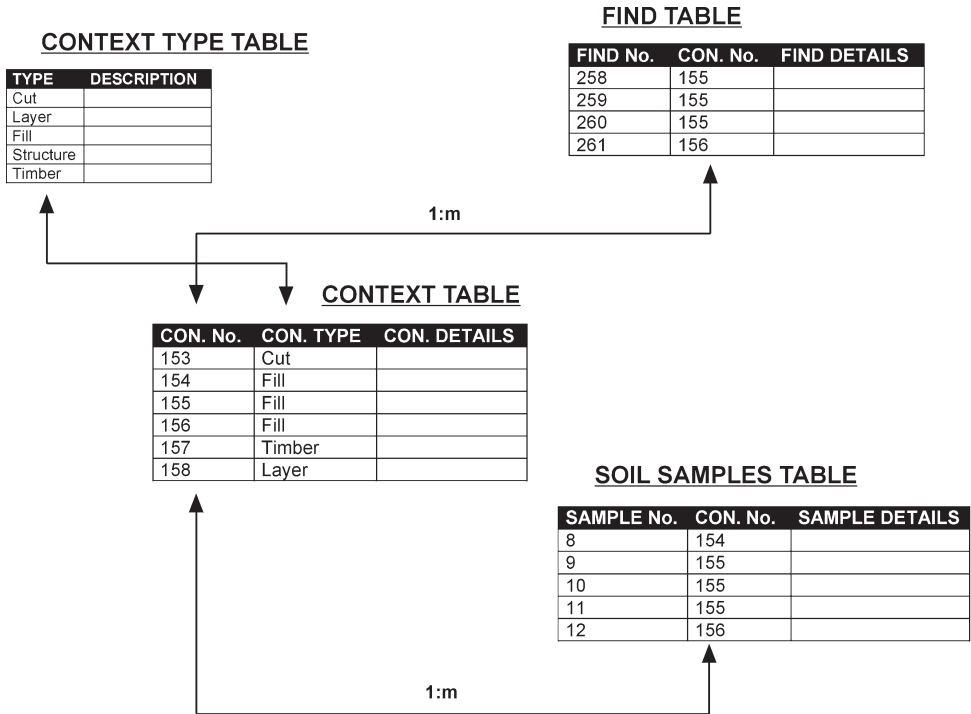 CONTEXT TYPE TABLE
TYPE DESCRIPTION
Cut
Layer
Fill
Structure
Timber
FIND TABLE
FIND No. CON. No. FIND DETAILS
258 155
259 155
260 155
261 156
1:m
CONTEXT TABLE
CON. No. CON. TYPE CON. DETAILS
153 Cut
154 Fill
155 Fill
156 Fill
157 Timber
158 Layer
SOIL SAMPLES TABLE
SAMPLE No. CON. No. SAMPLE DETAILS
8 154
9 155
10 155
11 155
12 156
1:m